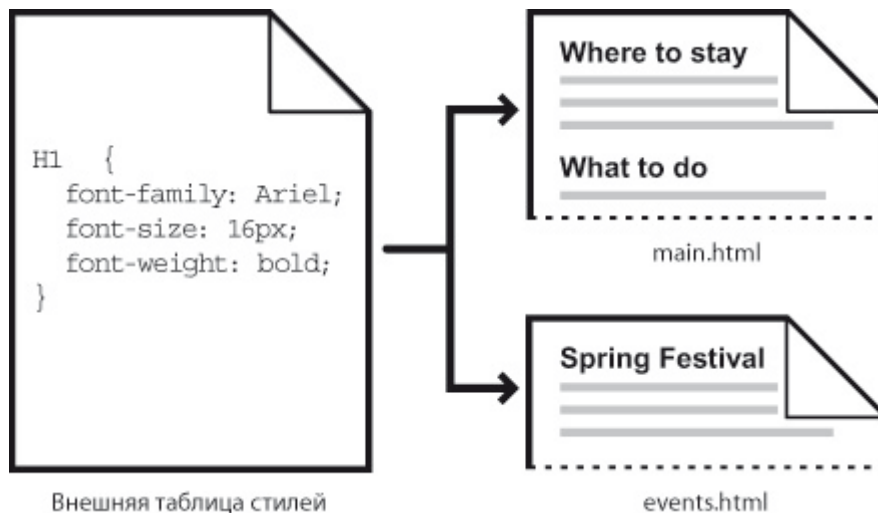 H1 {
font-family: Ariel;
font-size: 16px;
font-weight: bold;
}
Внешняя таблица стилей
Where to stay
What to do
main.html
Spring Festival
events.html